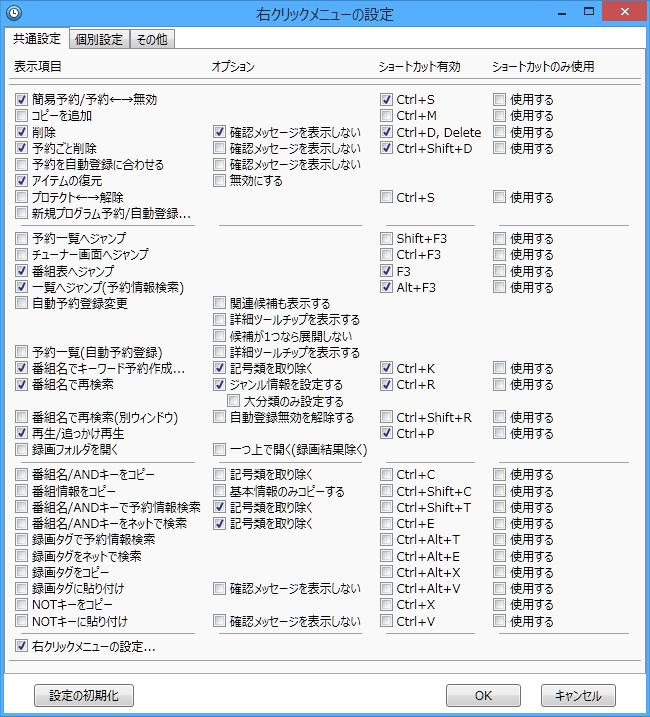 右クリックメニューの設定
共通設定 個別設定 その他
表示項目 オプション ショートカット有効 ショートカットのみ使用
簡易予約/予約←→無効 Ctrl+S 使用する
コピーを追加 Ctrl+M 使用する
削除 確認メッセージを表示しない Ctrl+D, Delete 使用する
予約ごと削除 確認メッセージを表示しない Ctrl+Shift+D 使用する
予約を自動登録に合わせる 確認メッセージを表示しない
アイテムの復元 無効にする
プロテクト←→解除 Ctrl+S 使用する
新規プログラム予約/自動登録...
予約一覧へジャンプ Shift+F3 使用する
チューナー画面へジャンプ Ctrl+F3 使用する
番組表へジャンプ F3 使用する
一覧へジャンプ(予約情報検索) Alt+F3 使用する
自動予約登録変更 関連候補も表示する
詳細ツールチップを表示する
候補が1つなら展開しない
予約一覧(自動予約登録) 詳細ツールチップを表示する
番組名でキーワード予約作成... 記号類を取り除く Ctrl+K 使用する
番組名で再検索 ジャンル情報を設定する Ctrl+R 使用する
大分類のみ設定する
番組名で再検索(別ウィンドウ) 自動登録無効を解除する Ctrl+Shift+R 使用する
再生/追っかけ再生 Ctrl+P 使用する
録画フォルダを開く 一つ上で開く(録画結果除く)
番組名/ANDキーをコピー 記号類を取り除く Ctrl+C 使用する
番組情報をコピー 基本情報のみコピーする Ctrl+Shift+C 使用する
番組名/ANDキーで予約情報検索 記号類を取り除く Ctrl+Shift+T 使用する
番組名/ANDキーをネットで検索 記号類を取り除く Ctrl+E 使用する
録画タグで予約情報検索 Ctrl+Alt+T 使用する
録画タグをネットで検索 Ctrl+Alt+E 使用する
録画タグをコピー Ctrl+Alt+X 使用する
録画タグに貼り付け 確認メッセージを表示しない Ctrl+Alt+V 使用する
NOTキーをコピー Ctrl+X 使用する
NOTキーに貼り付け 確認メッセージを表示しない Ctrl+V 使用する
右クリックメニューの設定...
設定の初期化 OK キャンセル